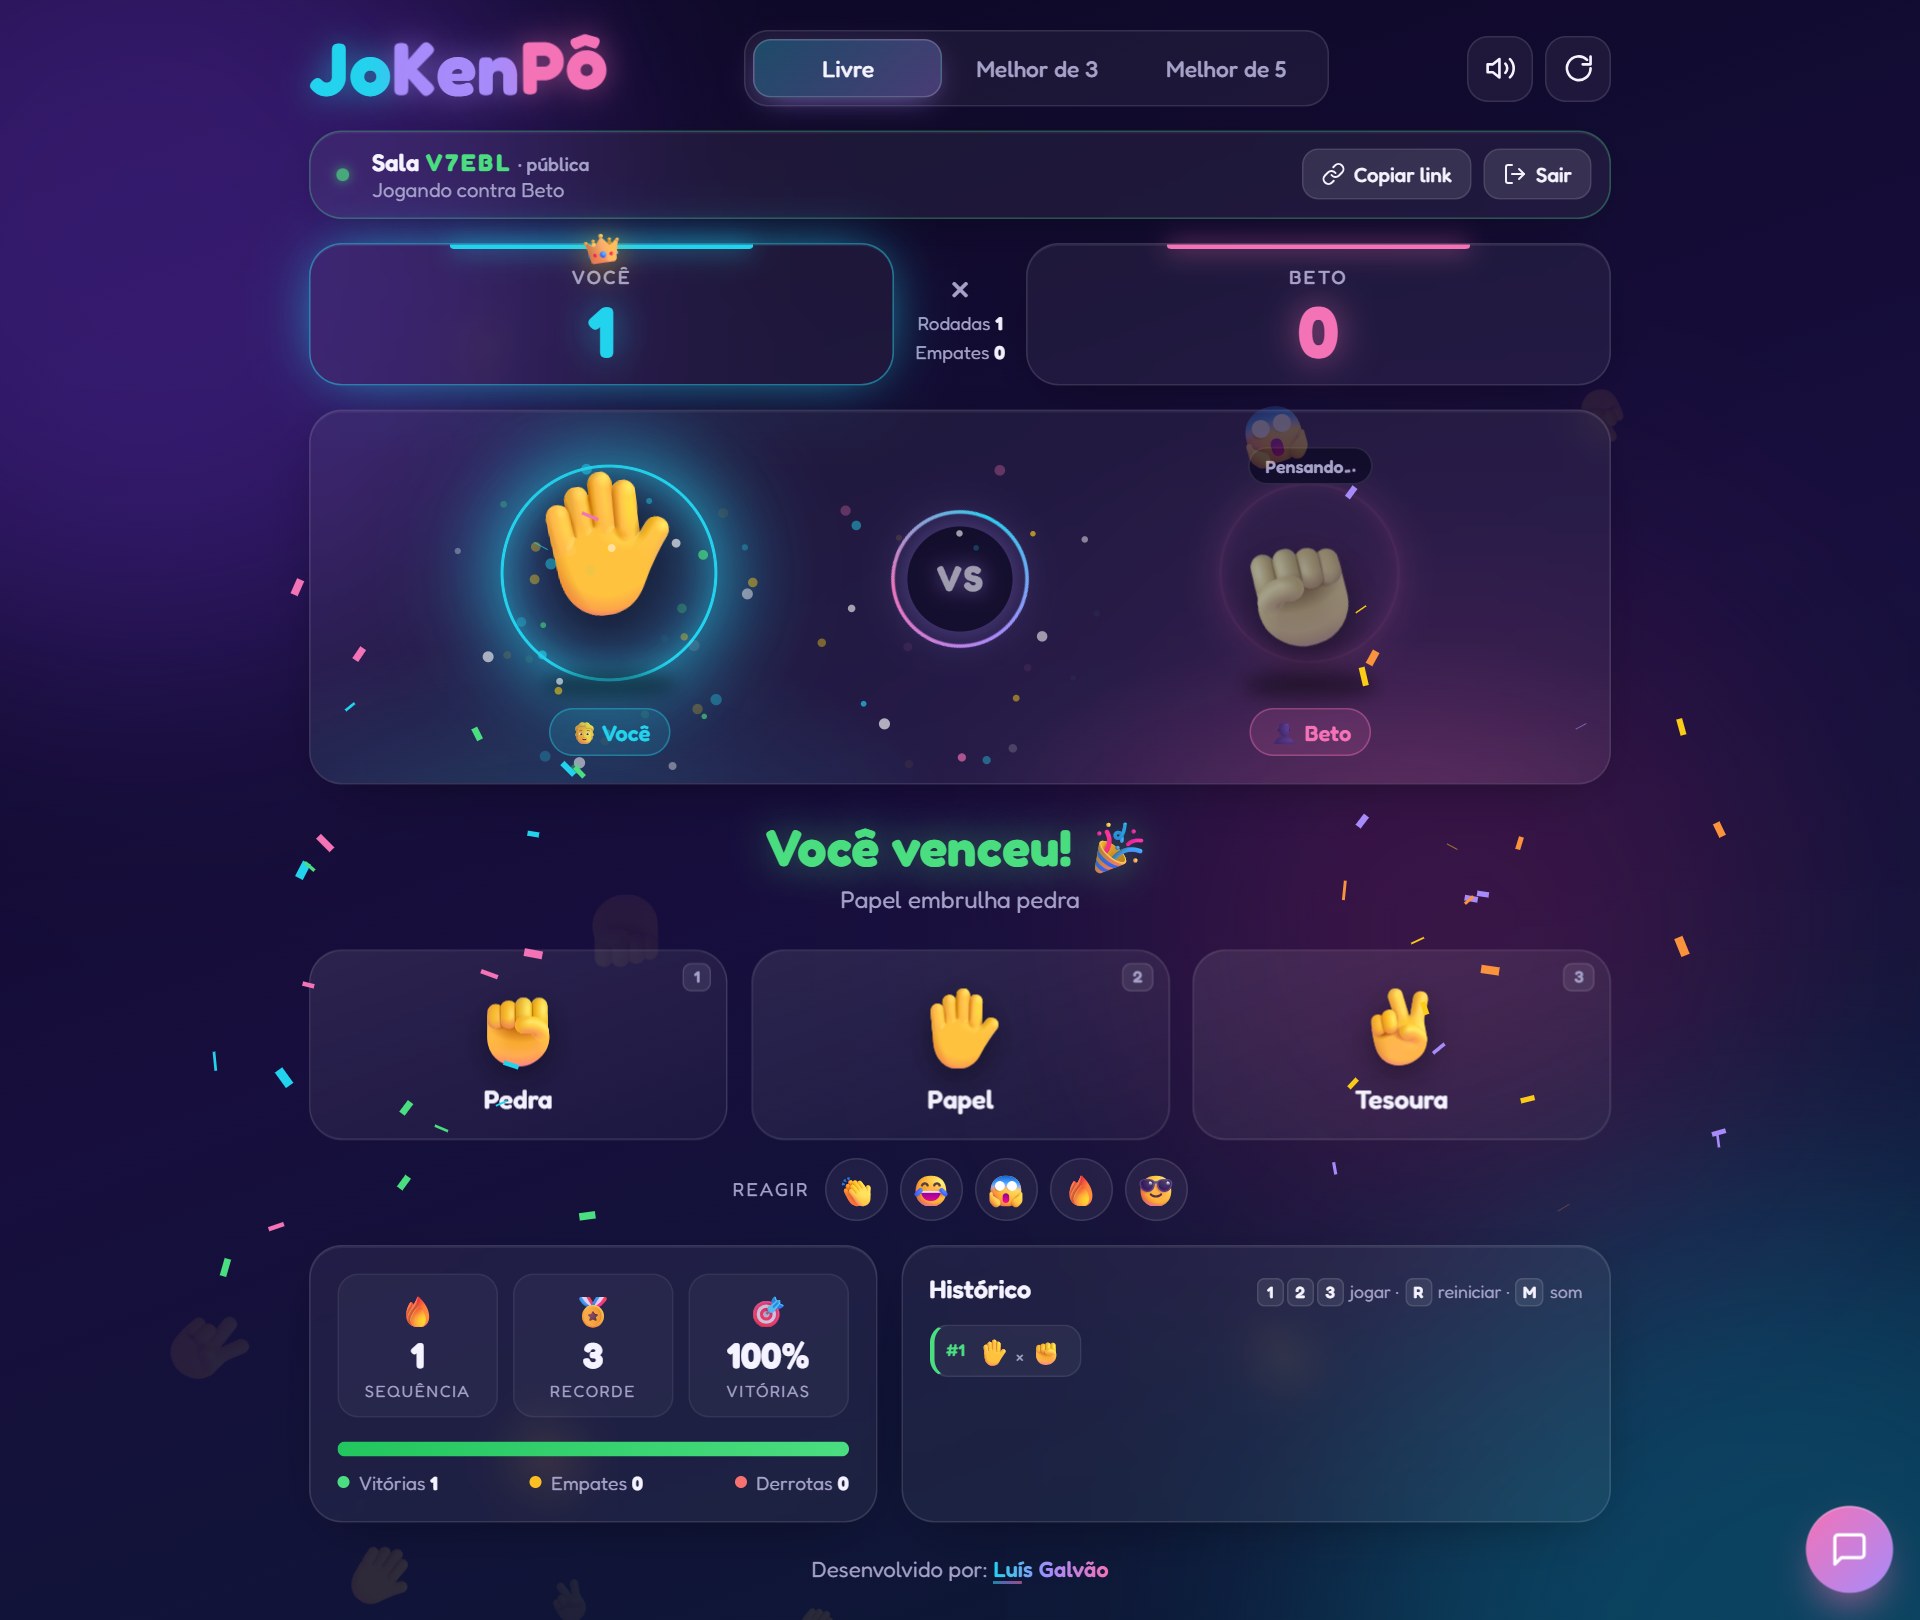 JoKenPô
Livre
Melhor de 3
Melhor de 5
Sala V7EBL · pública
Jogando contra Beto
Copiar link
Sair
VOCÊ
1
×
Rodadas 1
Empates 0
BETO
0
Pensando...
VS
Você
Beto
Você venceu!
Papel embrulha pedra
1
Pedra
2
Papel
3
Tesoura
REAGIR
1
SEQUÊNCIA
3
RECORDE
100%
VITÓRIAS
Vitórias 1
Empates 0
Derrotas 0
Histórico
1 2 3 jogar · R reiniciar · M som
#1 ×
Desenvolvido por: Luís Galvão